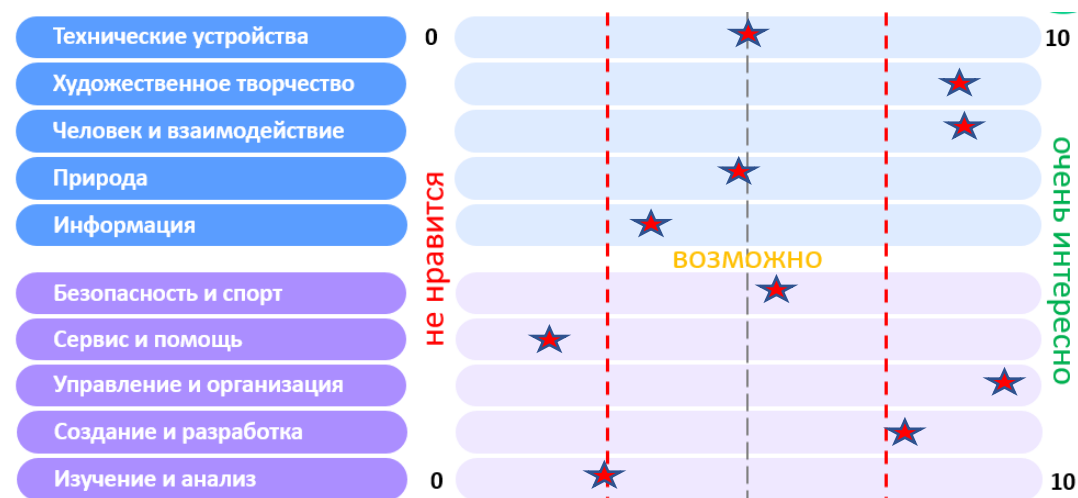 Технические устройства
0
10
Художественное творчество
Человек и взаимодействие
Природа
Информация
не нравится
возможно
очень интересно
Безопасность и спорт
Сервис и помощь
Управление и организация
Создание и разработка
Изучение и анализ
0
10